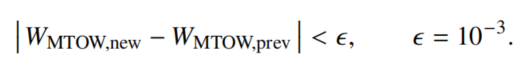 |W_MTOW,new − W_MTOW,prev| < ϵ, ϵ = 10⁻³.